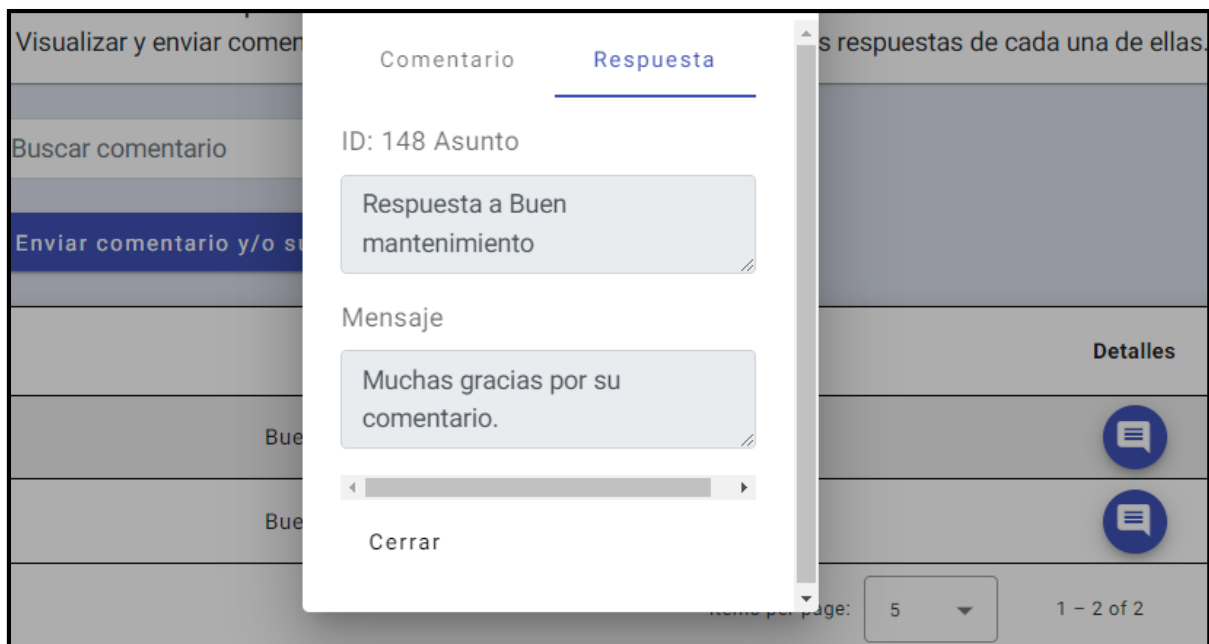 Visualizar y enviar comen
s respuestas de cada una de ellas.
Comentario
Respuesta
Buscar comentario
ID: 148 Asunto
Respuesta a Buen
mantenimiento
Enviar comentario y/o su
Mensaje
Detalles
Muchas gracias por su
comentario.
Bue
Bue
Cerrar
page:
5
1 – 2 of 2